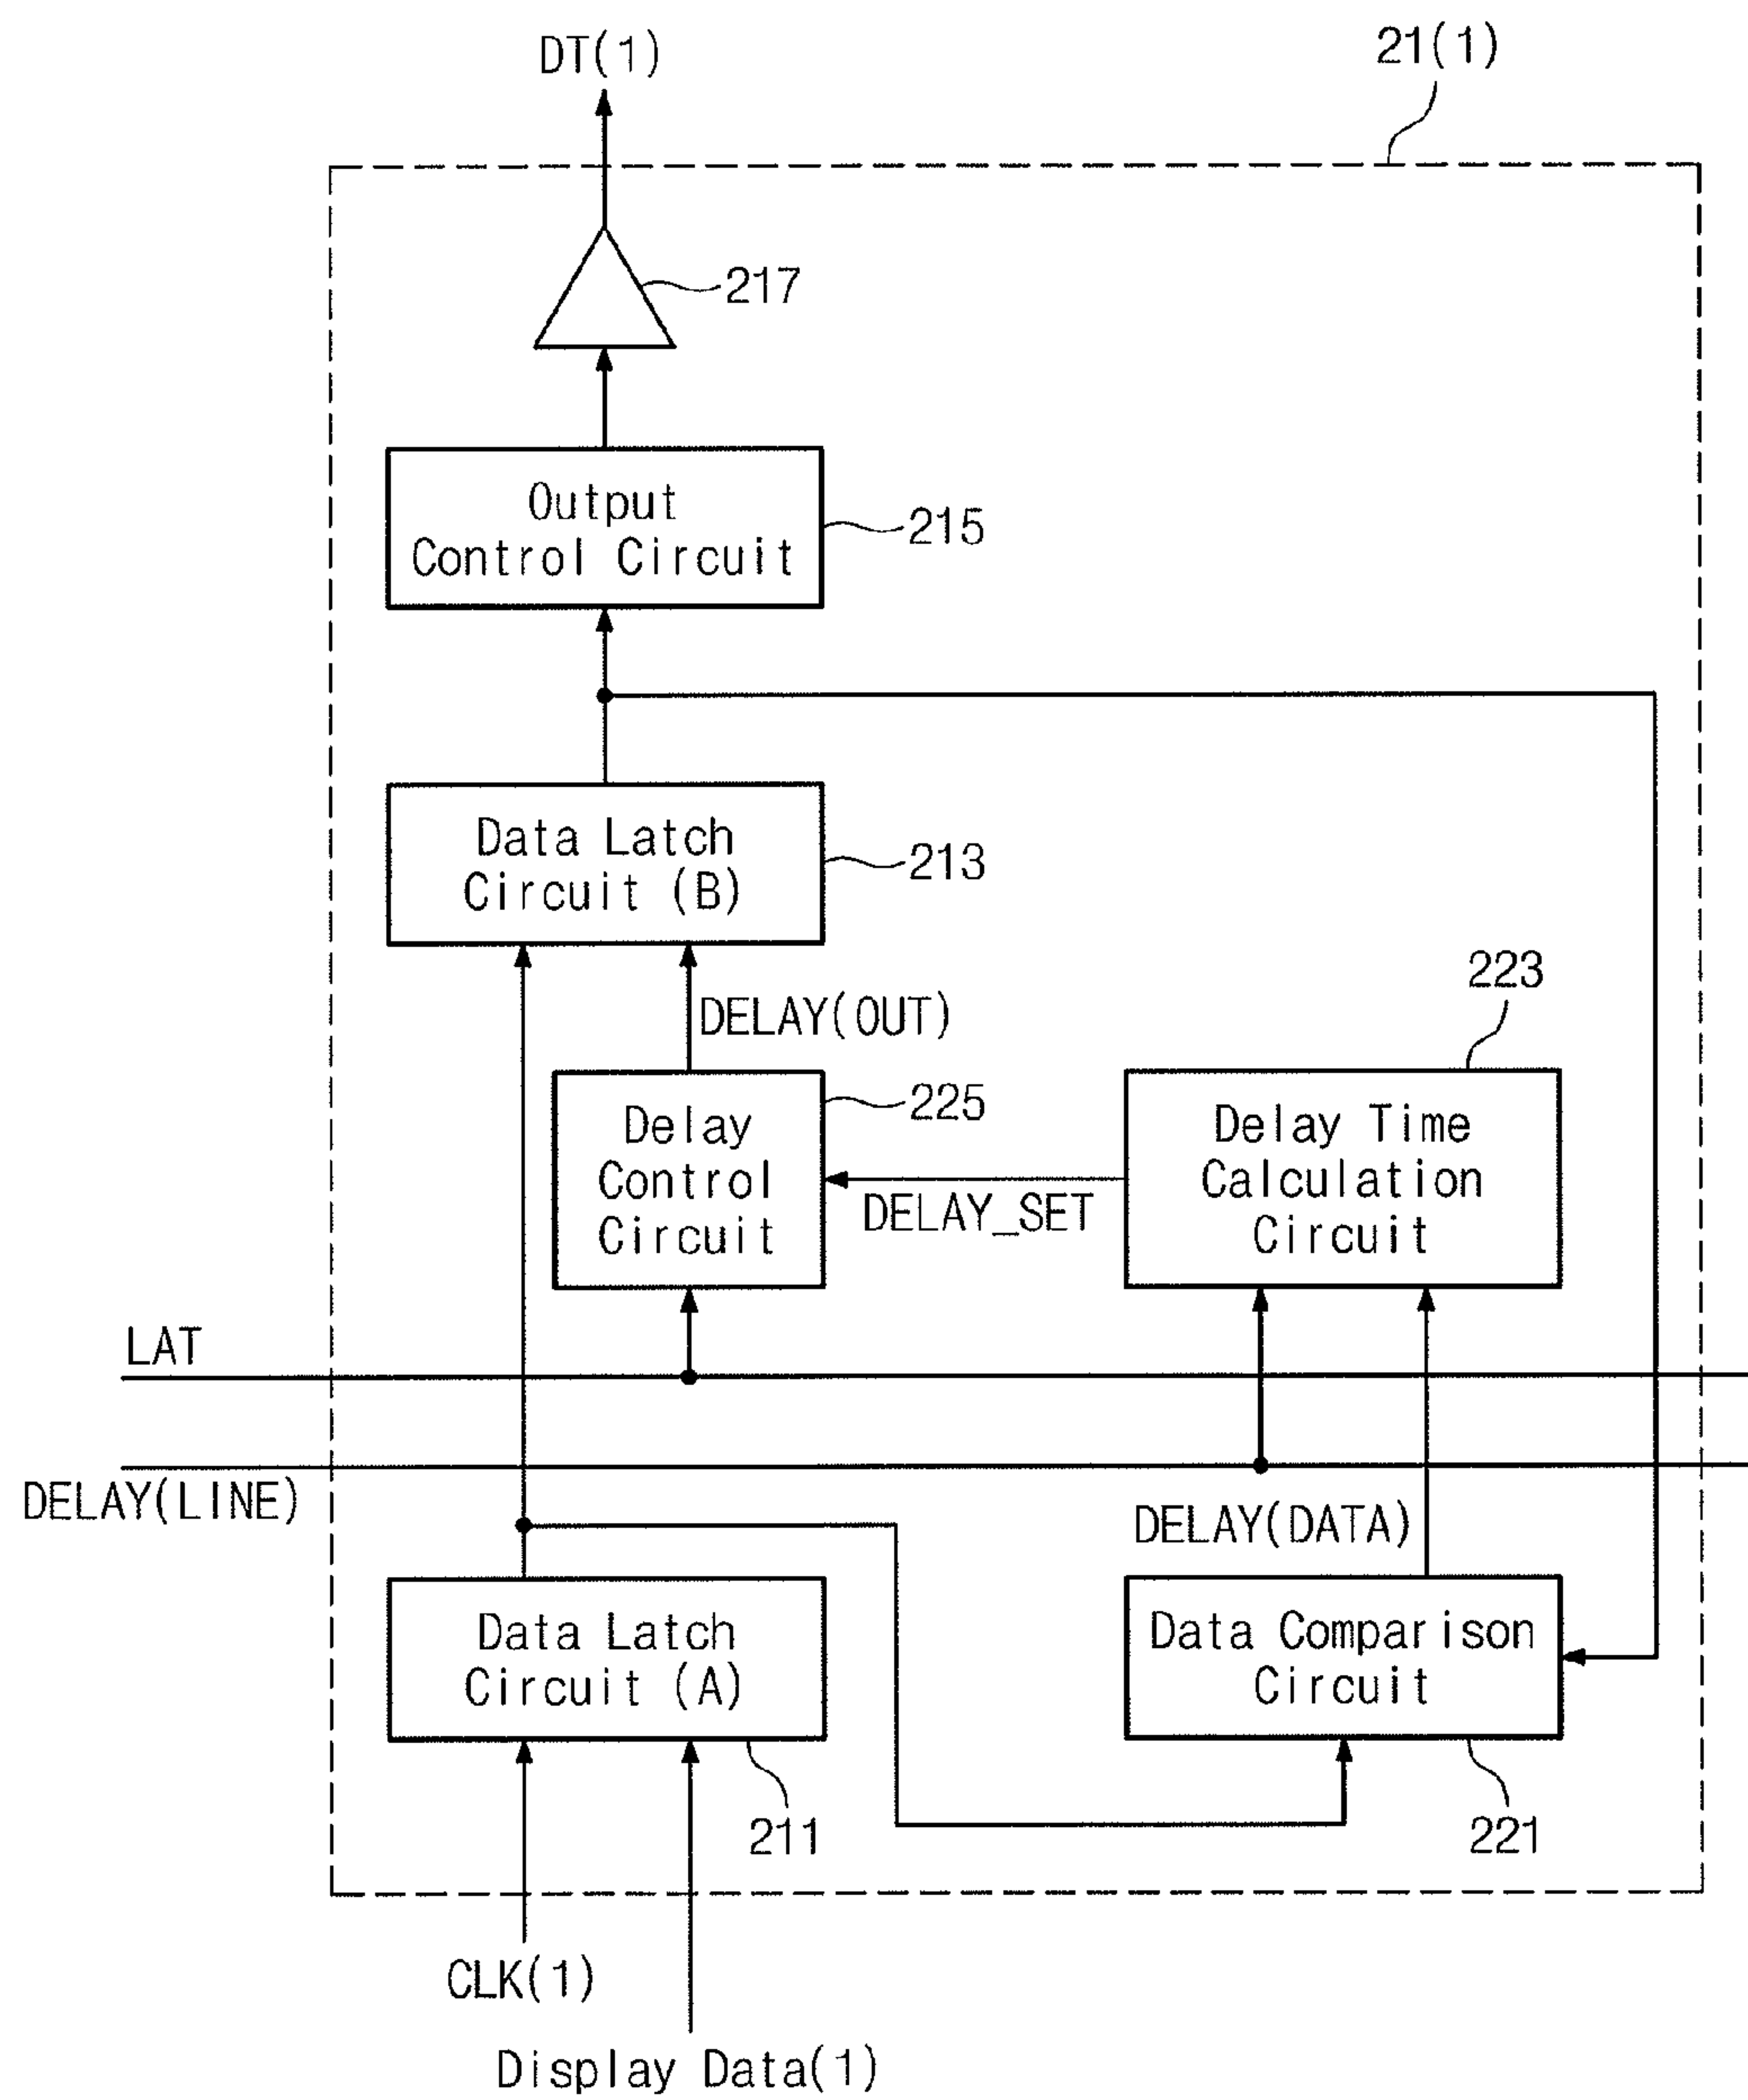 DT(1)
21(1)
217
Output
Control Circuit
215
Data Latch
Circuit (B)
213
DELAY(OUT)
223
Delay
Control
Circuit
225
Delay Time
Calculation
Circuit
DELAY_SET
LAT
DELAY(LINE)
DELAY(DATA)
Data Latch
Circuit (A)
Data Comparison
Circuit
211
221
CLK(1)
Display Data(1)